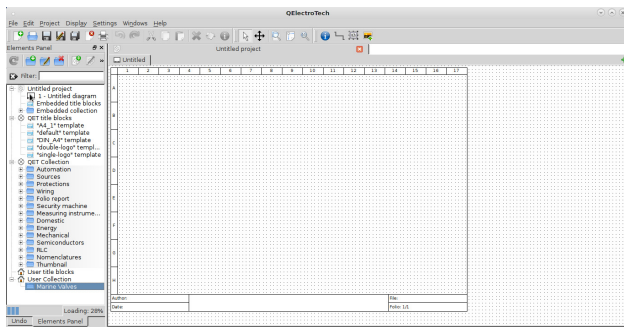 QElectroTech
File Edit Project Display Settings Windows Help
Elements Panel
Untitled project
Untitled
Filter:
1 2 3 4 5 6 7 8 9 10 11 12 13 14 15 16 17
A
B
C
D
E
F
G
H
Untitled project
1 - Untitled diagram
Embedded title blocks
Embedded collection
QET title blocks
"A4_1" template
"default" template
"DIN_A4" template
"double-logo" templ...
"single-logo" template
QET Collection
Automation
Sources
Protections
Wiring
Folio report
Security machine
Measuring instrume...
Domestic
Energy
Mechanical
Semiconductors
RLC
Nomenclatures
Thumbnail
User title blocks
User Collection
Marine Valves
Author:
File:
Date:
Folio: 1/1
Loading: 28%
Undo Elements Panel